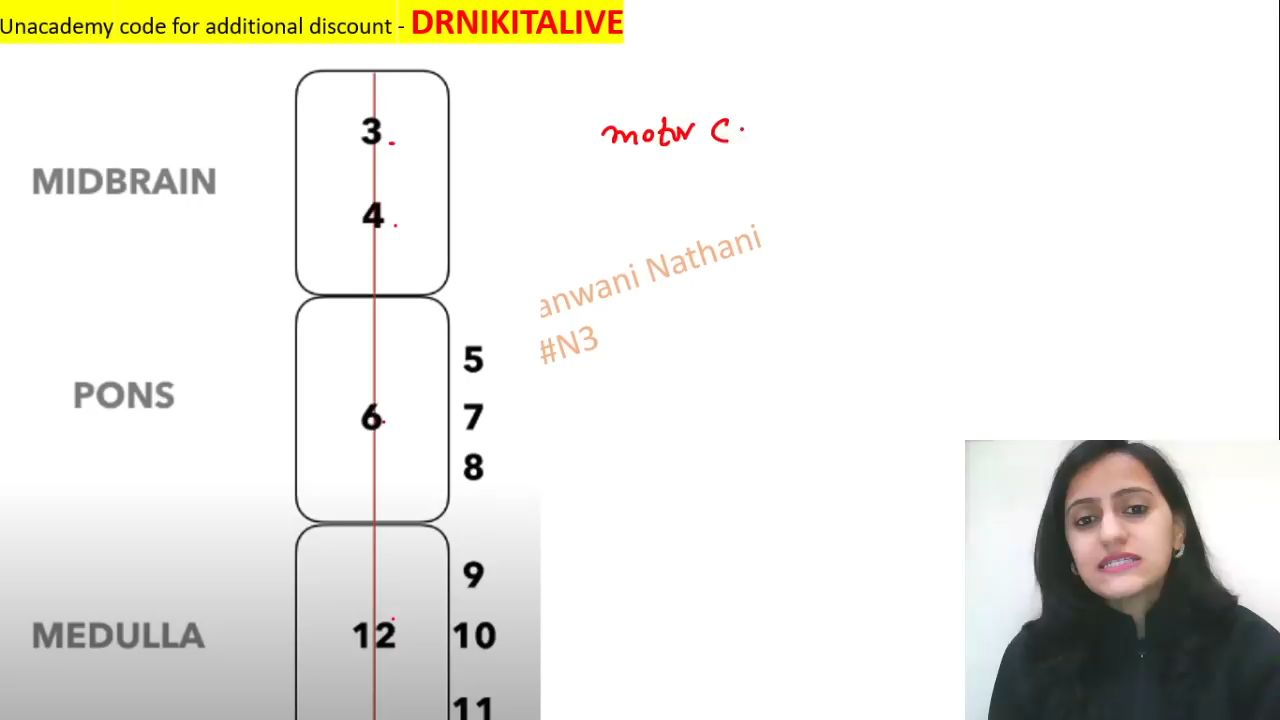 Unacademy code for additional discount - DRNIKITALIVE
3
motor C.
MIDBRAIN
4
anwani Nathani
#N3
5
PONS
6
7
8
9
MEDULLA
12
10
11